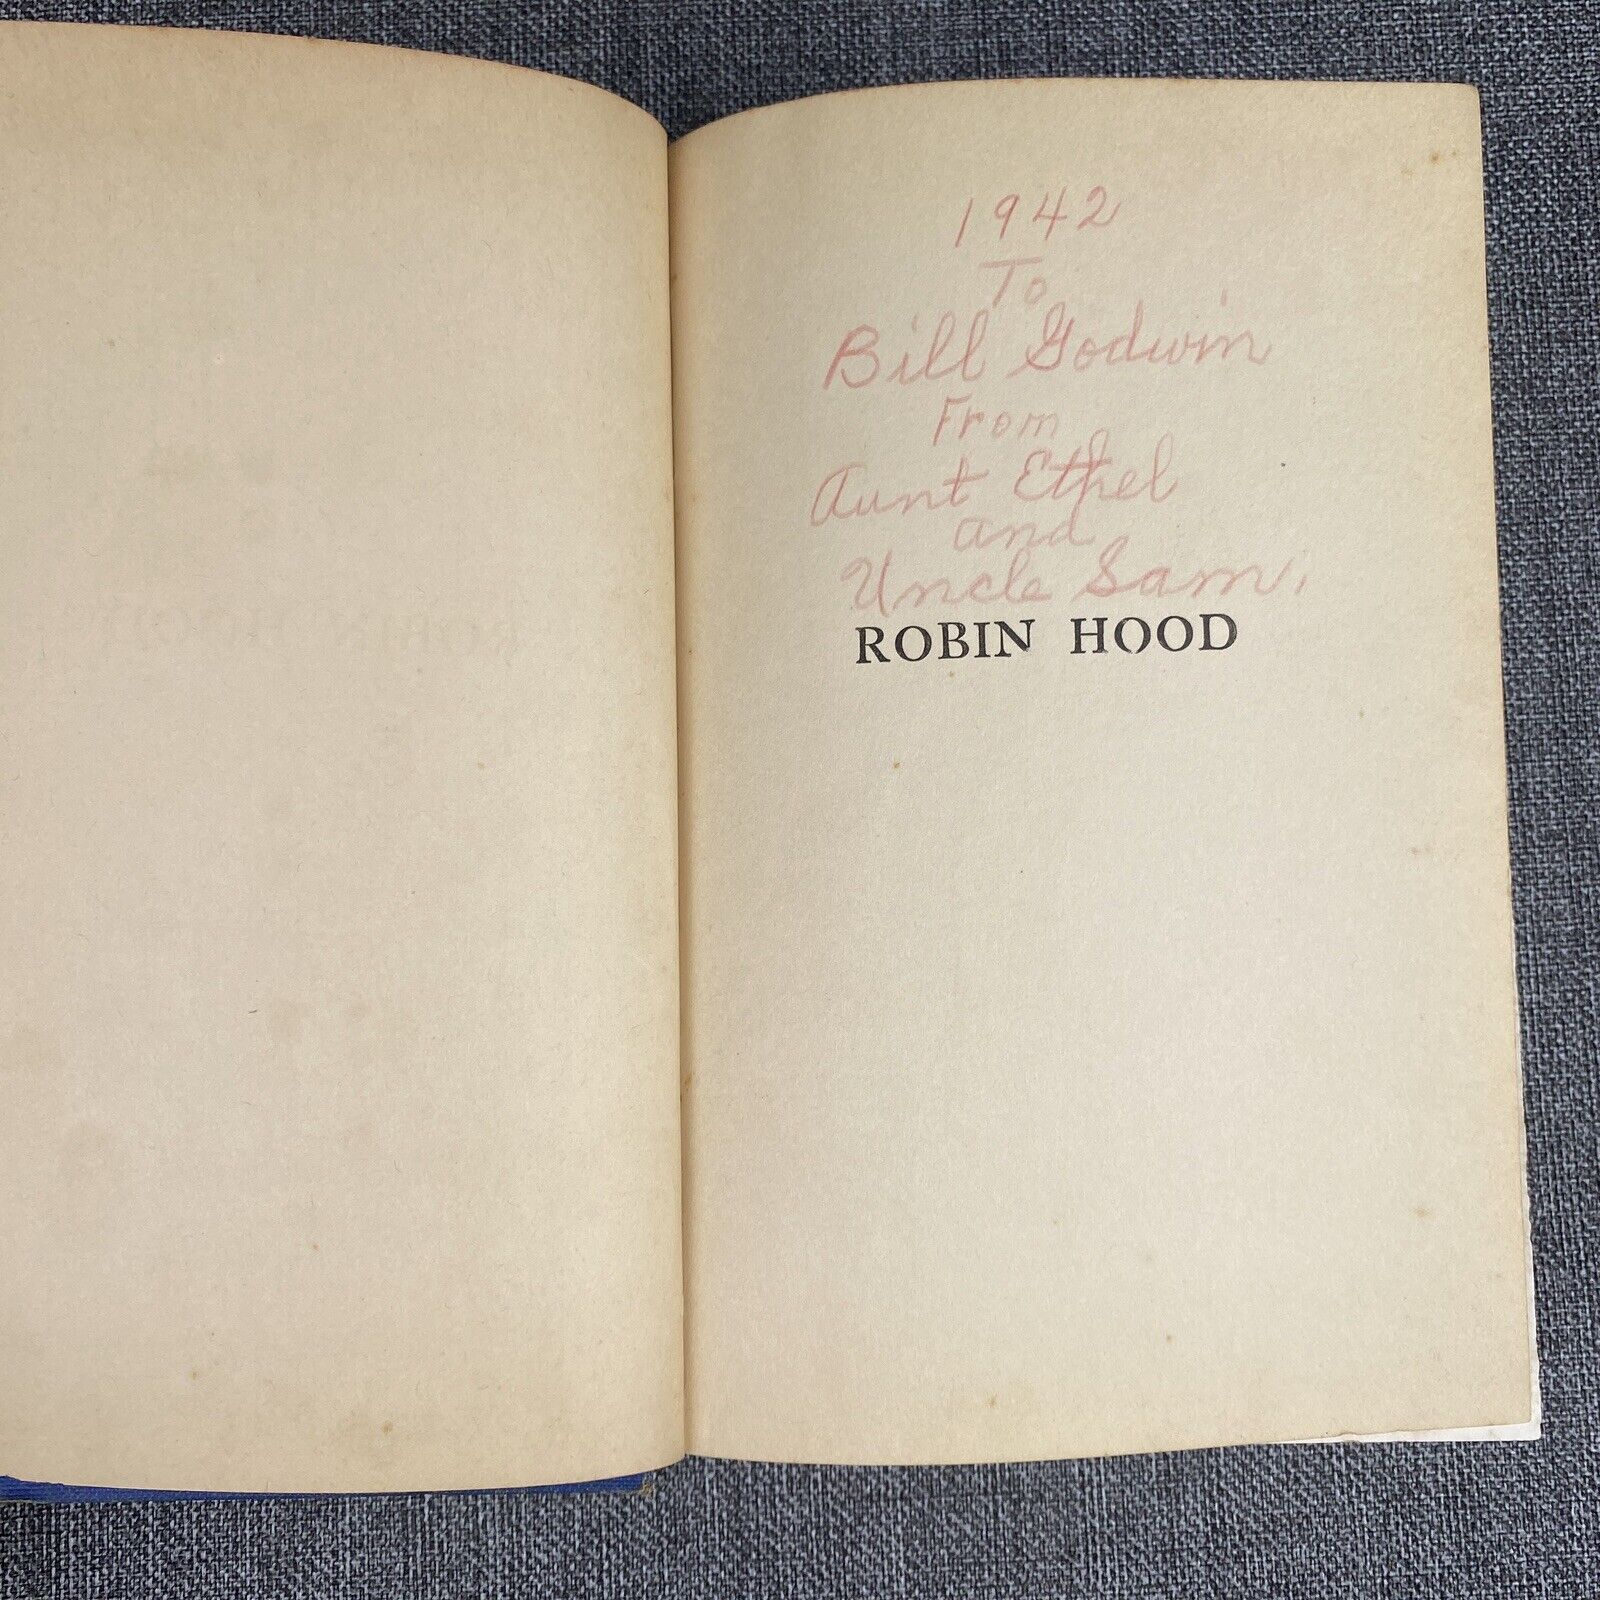 1942
To
Bill Godwin
From
Aunt Ethel
and
Uncle Sam.
ROBIN HOOD